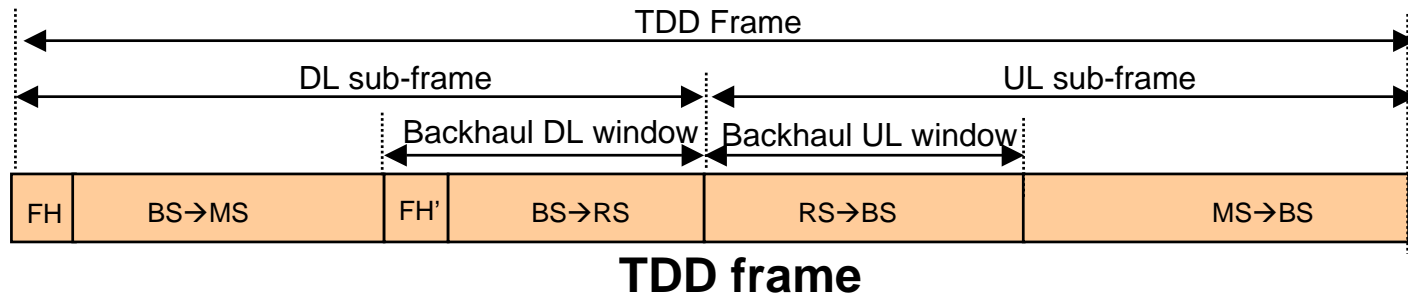 TDD Frame
DL sub-frame
UL sub-frame
Backhaul DL window
Backhaul UL window
FH
BS→MS
FH'
BS→RS
RS→BS
MS→BS
TDD frame